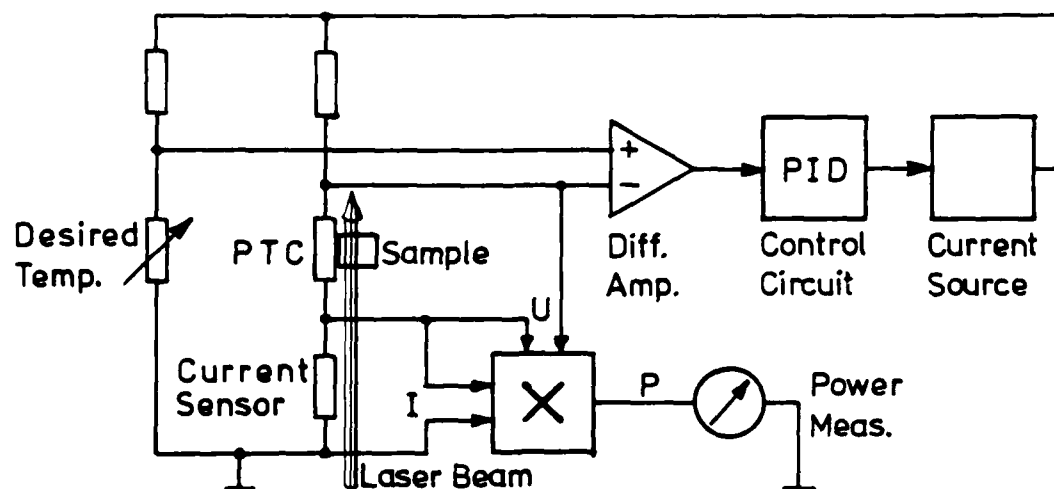 +
−
PID
Desired
Temp.
PTC
Sample
Diff.
Amp.
Control
Circuit
Current
Source
U
Current
Sensor
I
×
P
Power
Meas.
Laser Beam